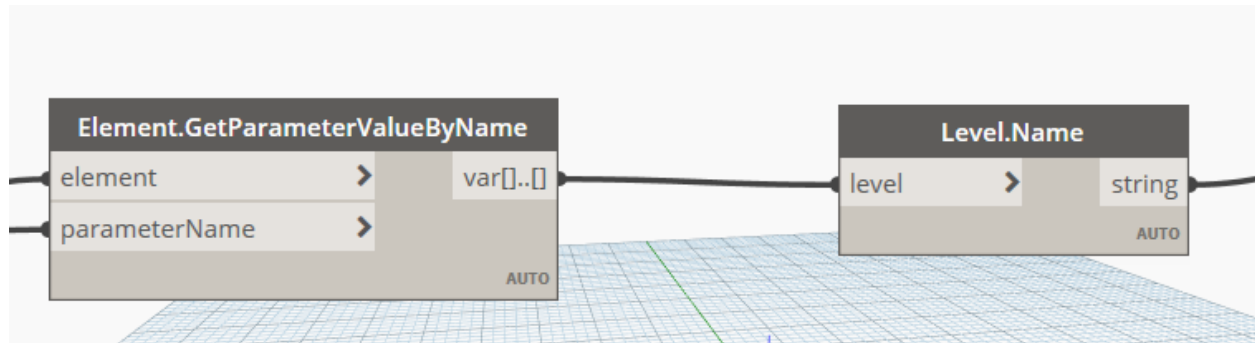 Element.GetParameterValueByName
element > var[]..[]
parameterName >
AUTO
Level.Name
level > string
AUTO